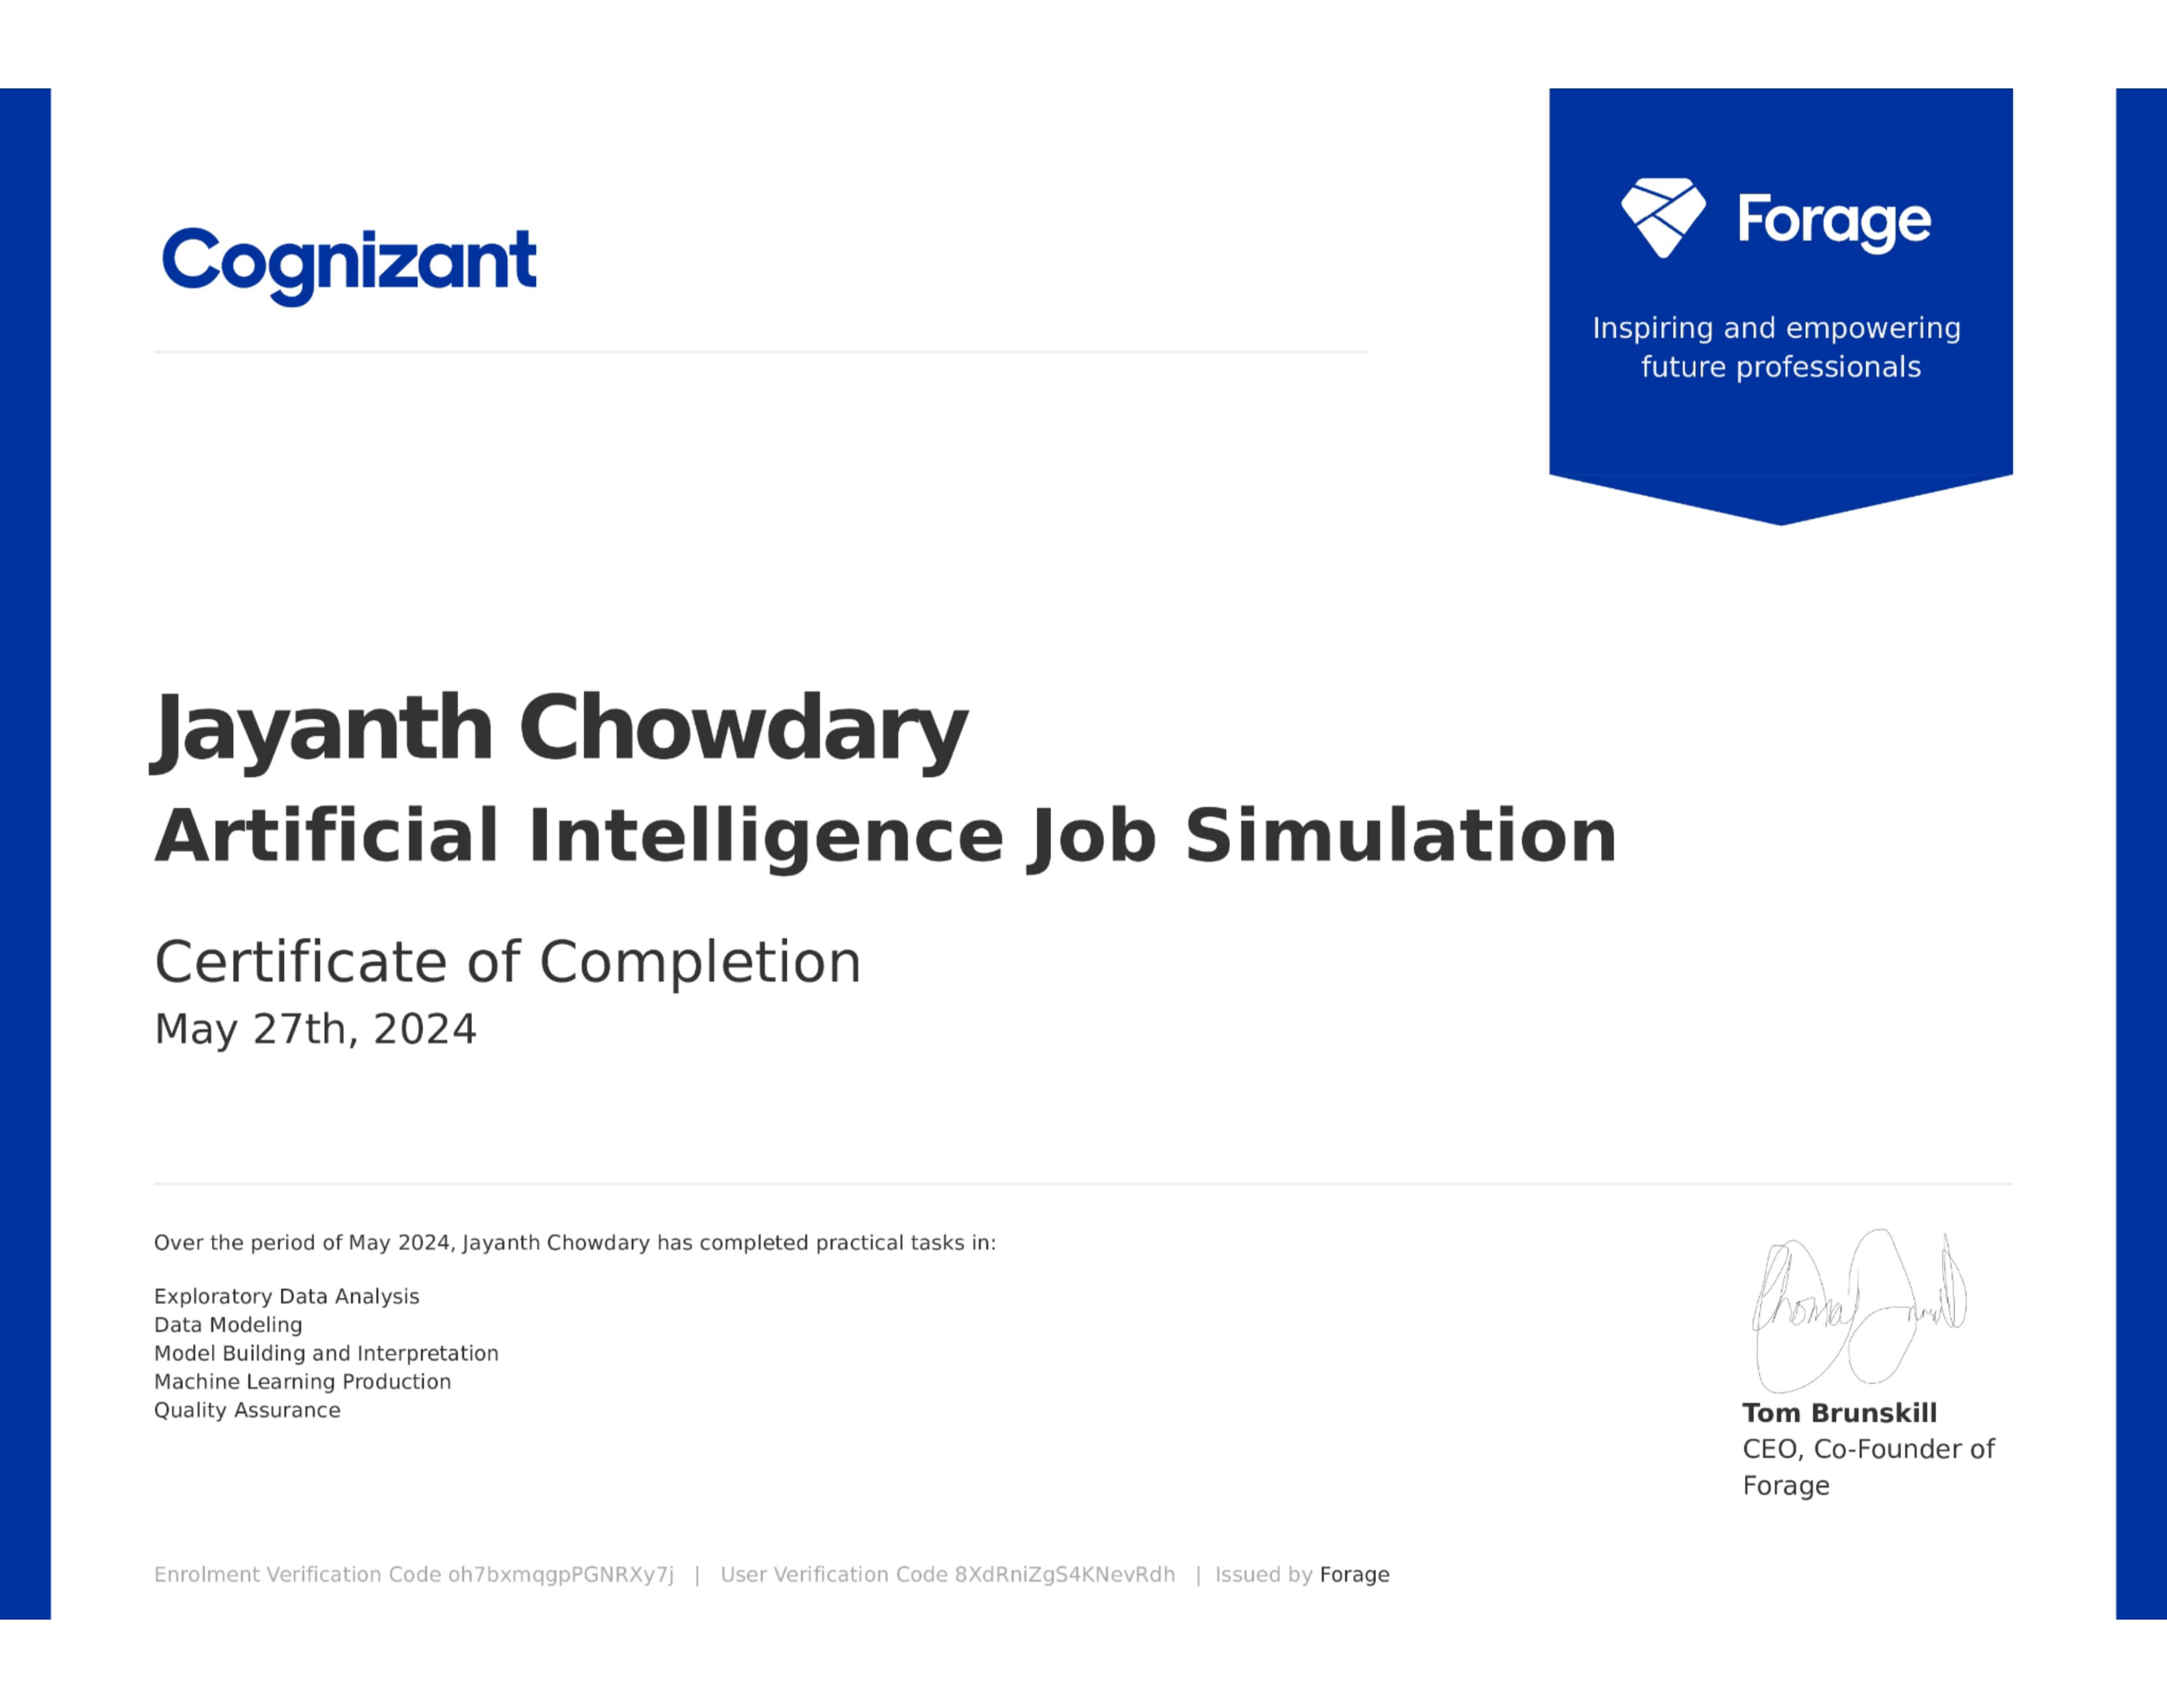 Cognizant
Forage
Inspiring and empowering
future professionals
Jayanth Chowdary
Artificial Intelligence Job Simulation
Certificate of Completion
May 27th, 2024
Over the period of May 2024, Jayanth Chowdary has completed practical tasks in:
Exploratory Data Analysis
Data Modeling
Model Building and Interpretation
Machine Learning Production
Quality Assurance
Tom Brunskill
CEO, Co-Founder of
Forage
Enrolment Verification Code oh7bxmqgpPGNRXy7j | User Verification Code 8XdRniZgS4KNevRdh | Issued by Forage